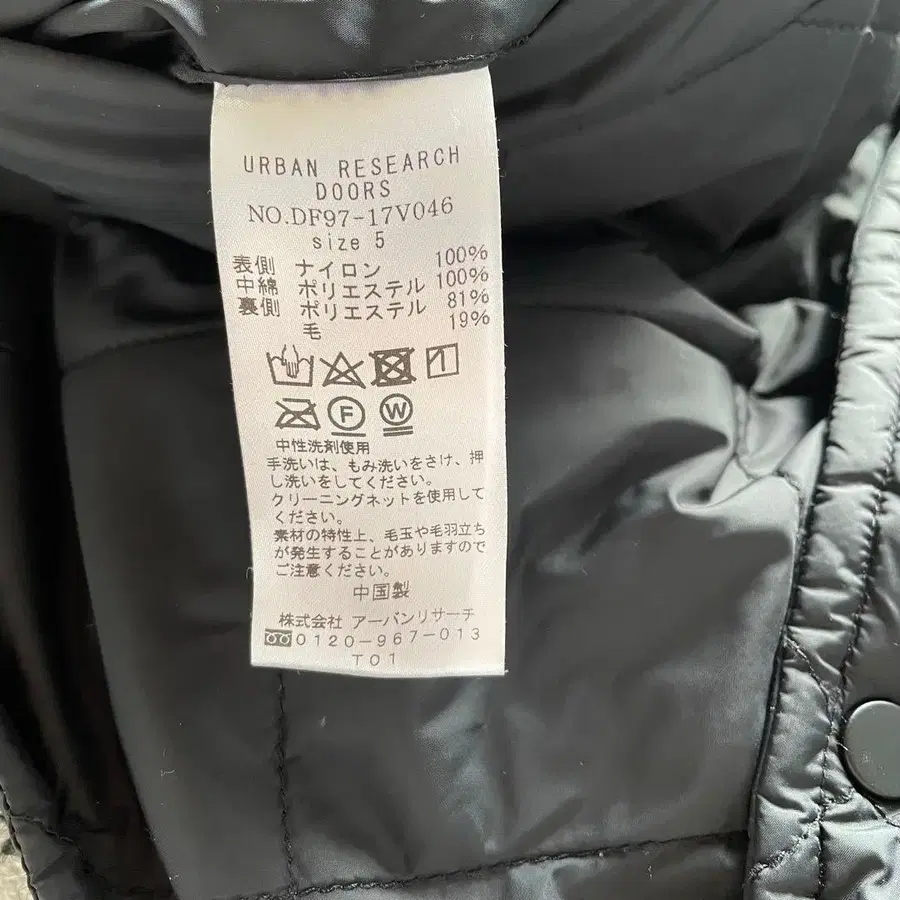 URBAN RESEARCH
DOORS
NO.DF97-17V046
size 5
表側 ナイロン 100%
中綿 ポリエステル 100%
裏側 ポリエステル 81%
毛 19%
F W
中性洗剤使用
手洗いは、もみ洗いをさけ、押
し洗いをしてください。
クリーニングネットを使用して
ください。
素材の特性上、毛玉や毛羽立ち
が発生することがありますので
ご注意ください。
中国製
株式会社 アーバンリサーチ
0120-967-013
T01